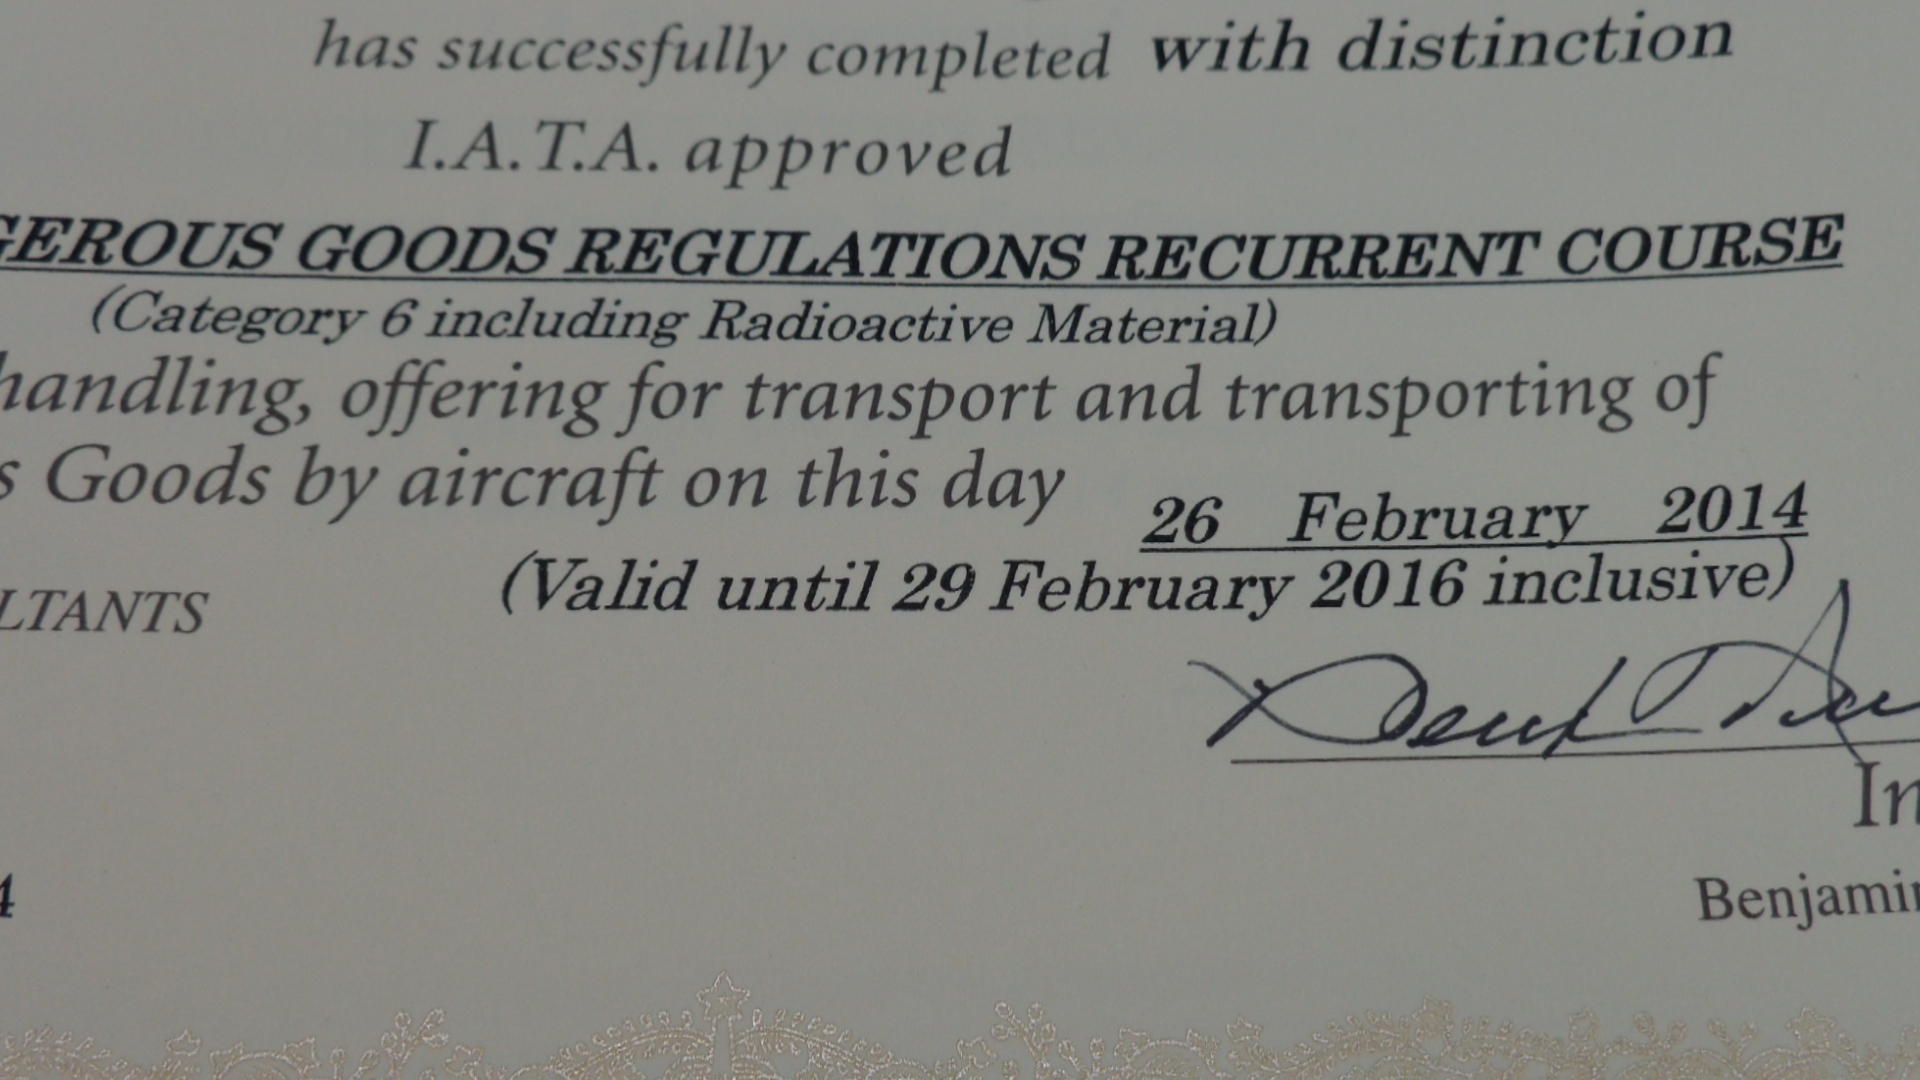 has successfully completed with distinction
I.A.T.A. approved
GEROUS GOODS REGULATIONS RECURRENT COURSE
(Category 6 including Radioactive Material)
handling, offering for transport and transporting of
s Goods by aircraft on this day 26 February 2014
(Valid until 29 February 2016 inclusive)
LTANTS
In
4
Benjamin